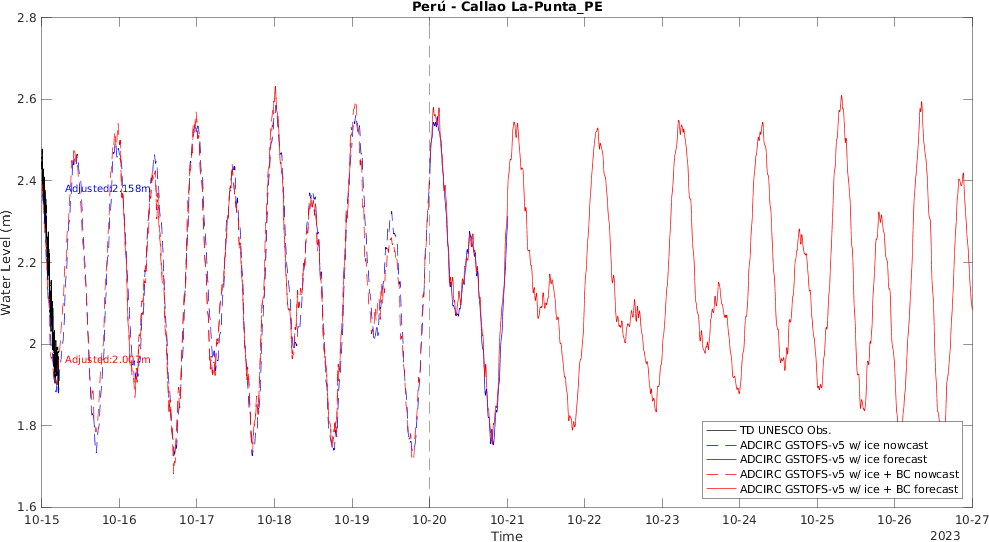 Perú - Callao La-Punta_PE
2.8
2.6
2.4
2.2
2
1.8
1.6
Water Level (m)
Adjusted:2.158m
Adjusted:2.007m
TD UNESCO Obs.
ADCIRC GSTOFS-v5 w/ ice nowcast
ADCIRC GSTOFS-v5 w/ ice forecast
ADCIRC GSTOFS-v5 w/ ice + BC nowcast
ADCIRC GSTOFS-v5 w/ ice + BC forecast
10-15 10-16 10-17 10-18 10-19 10-20 10-21 10-22 10-23 10-24 10-25 10-26 10-27
Time
2023